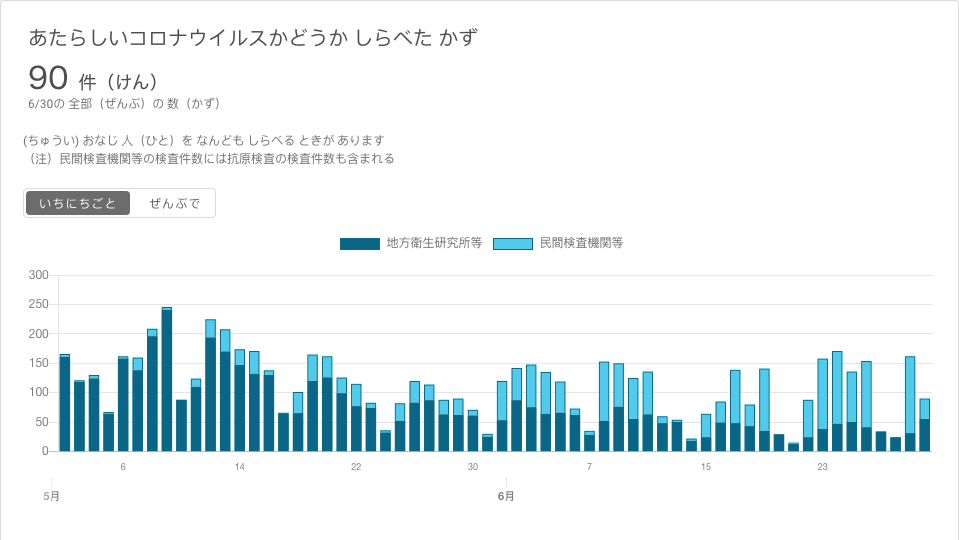 あたらしいコロナウイルスかどうか しらべた かず
90 件（けん）
6/30の 全部（ぜんぶ）の 数（かず）
(ちゅうい) おなじ 人（ひと）を なんども しらべる ときが あります
（注）民間検査機関等の検査件数には抗原検査の検査件数も含まれる
いちにちごと ぜんぶで
地方衛生研究所等 民間検査機関等
300
250
200
150
100
50
0
6 14 22 30 7 15 23
5月 6月